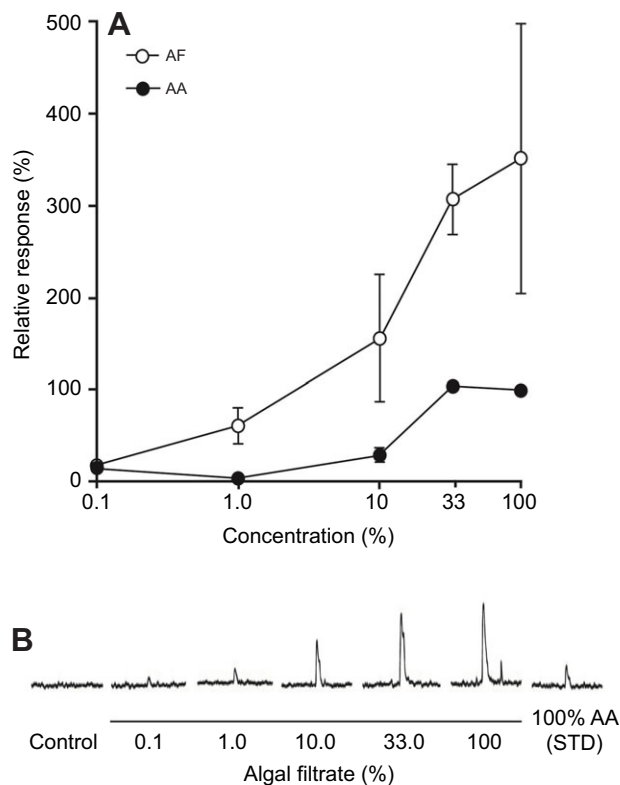 A
AF
AA
500
400
300
200
100
0
Relative response (%)
0.1 1.0 10 33 100
Concentration (%)
B
Control 0.1 1.0 10.0 33.0 100
100% AA
(STD)
Algal filtrate (%)